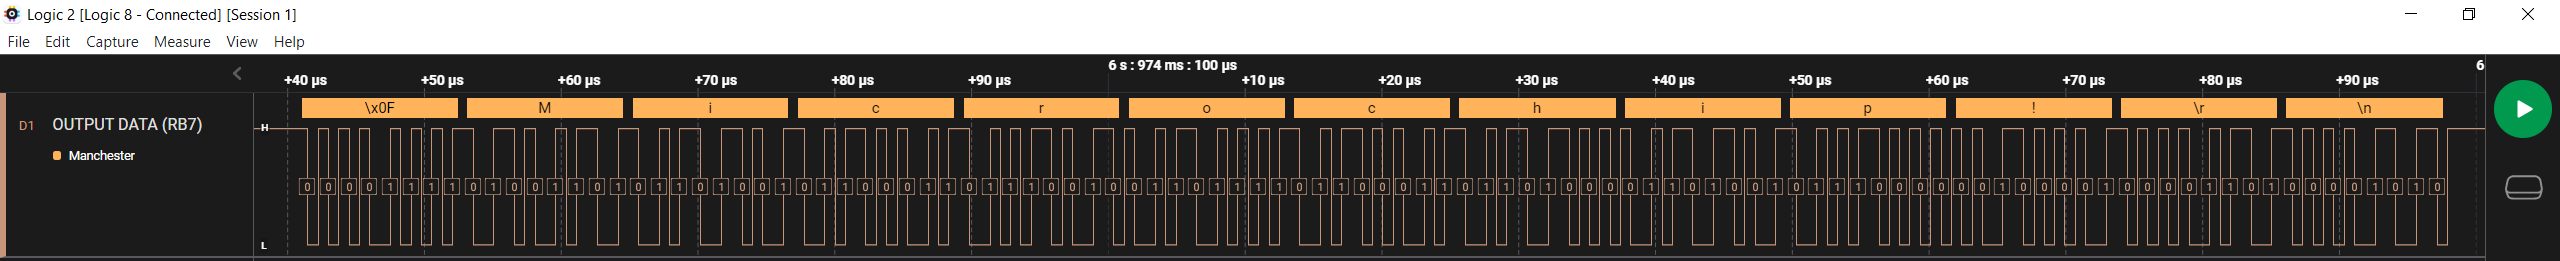 Logic 2 [Logic 8 - Connected] [Session 1]
File Edit Capture Measure View Help
6 s : 974 ms : 100 µs 6
+40 µs +50 µs +60 µs +70 µs +80 µs +90 µs +10 µs +20 µs +30 µs +40 µs +50 µs +60 µs +70 µs +80 µs +90 µs
\x0F M i c r o c h i p ! \r \n
D1 OUTPUT DATA (RB7) H
Manchester
0 0 0 0 1 1 1 1 0 1 0 0 1 1 0 1 0 1 1 0 1 0 0 1 0 1 1 0 0 0 1 1 0 1 1 1 0 0 1 0 0 1 1 0 1 1 1 1 0 1 1 0 0 0 1 1 0 1 1 0 1 0 0 0 0 1 1 0 1 0 0 1 0 1 1 1 0 0 0 0 0 0 1 0 0 0 0 1 0 0 0 0 1 1 0 1 0 0 0 0 1 0 1 0
L